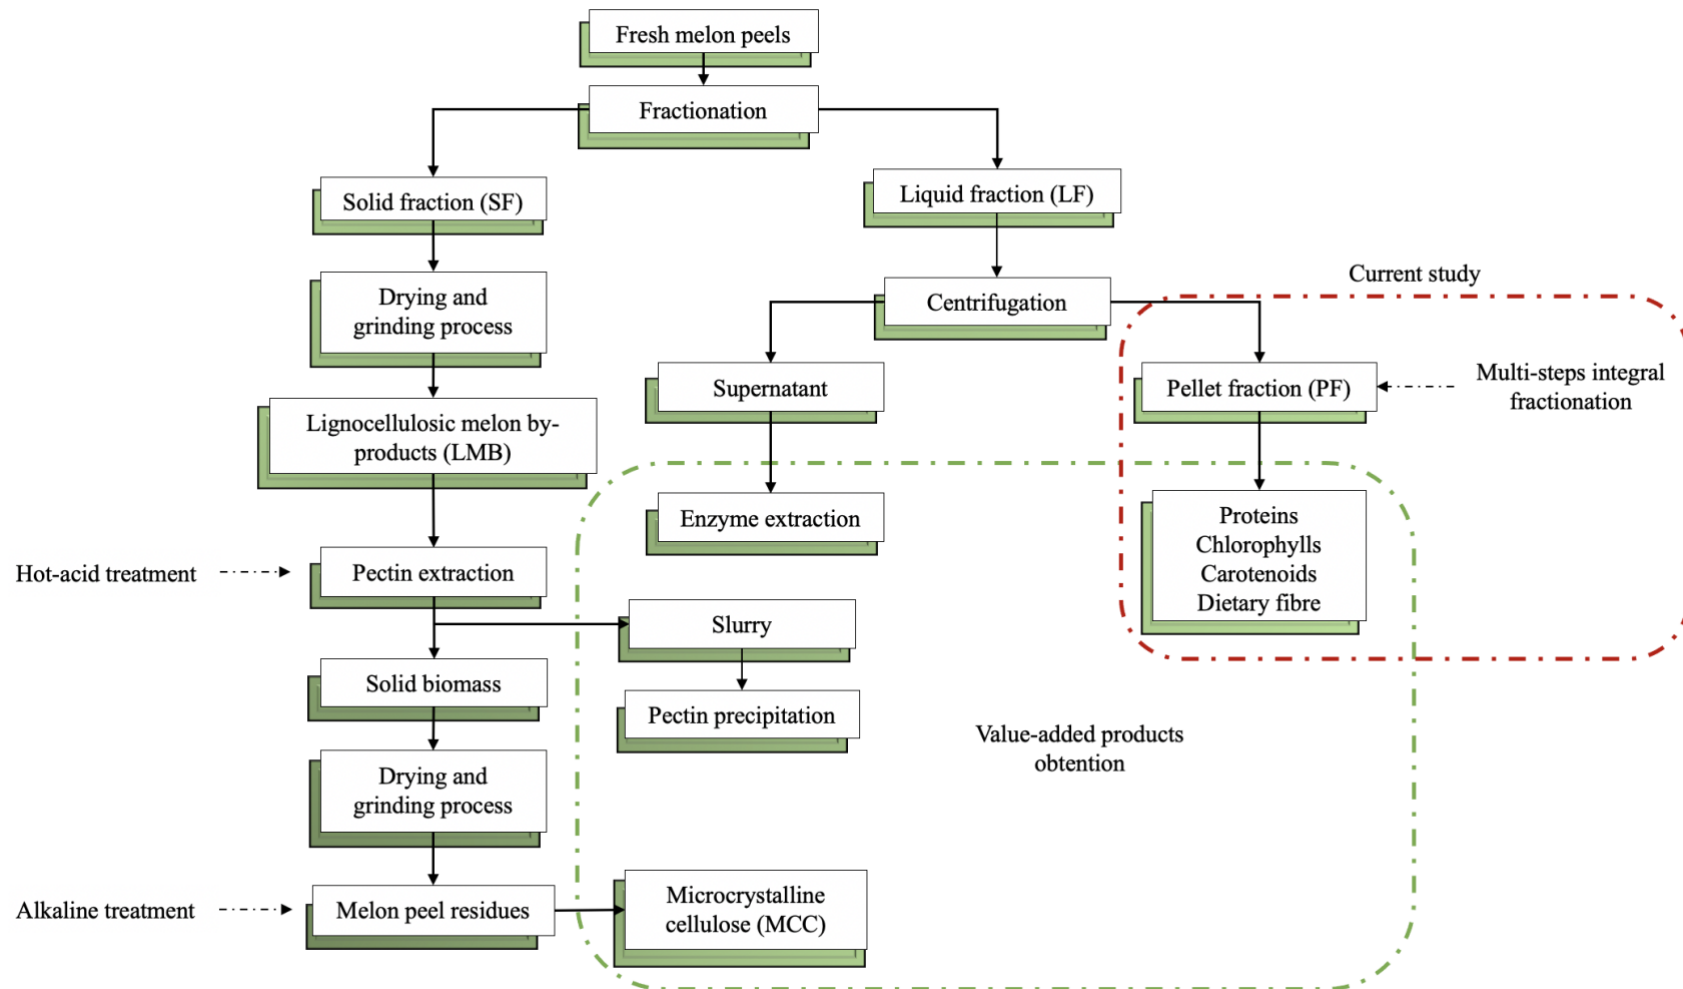 Fresh melon peels
Fractionation
Solid fraction (SF)
Liquid fraction (LF)
Drying and
grinding process
Centrifugation
Current study
Lignocellulosic melon by-
products (LMB)
Supernatant
Pellet fraction (PF)
Multi-steps integral
fractionation
Enzyme extraction
Proteins
Chlorophylls
Carotenoids
Dietary fibre
Hot-acid treatment
Pectin extraction
Slurry
Solid biomass
Pectin precipitation
Value-added products
obtention
Drying and
grinding process
Alkaline treatment
Melon peel residues
Microcrystalline
cellulose (MCC)